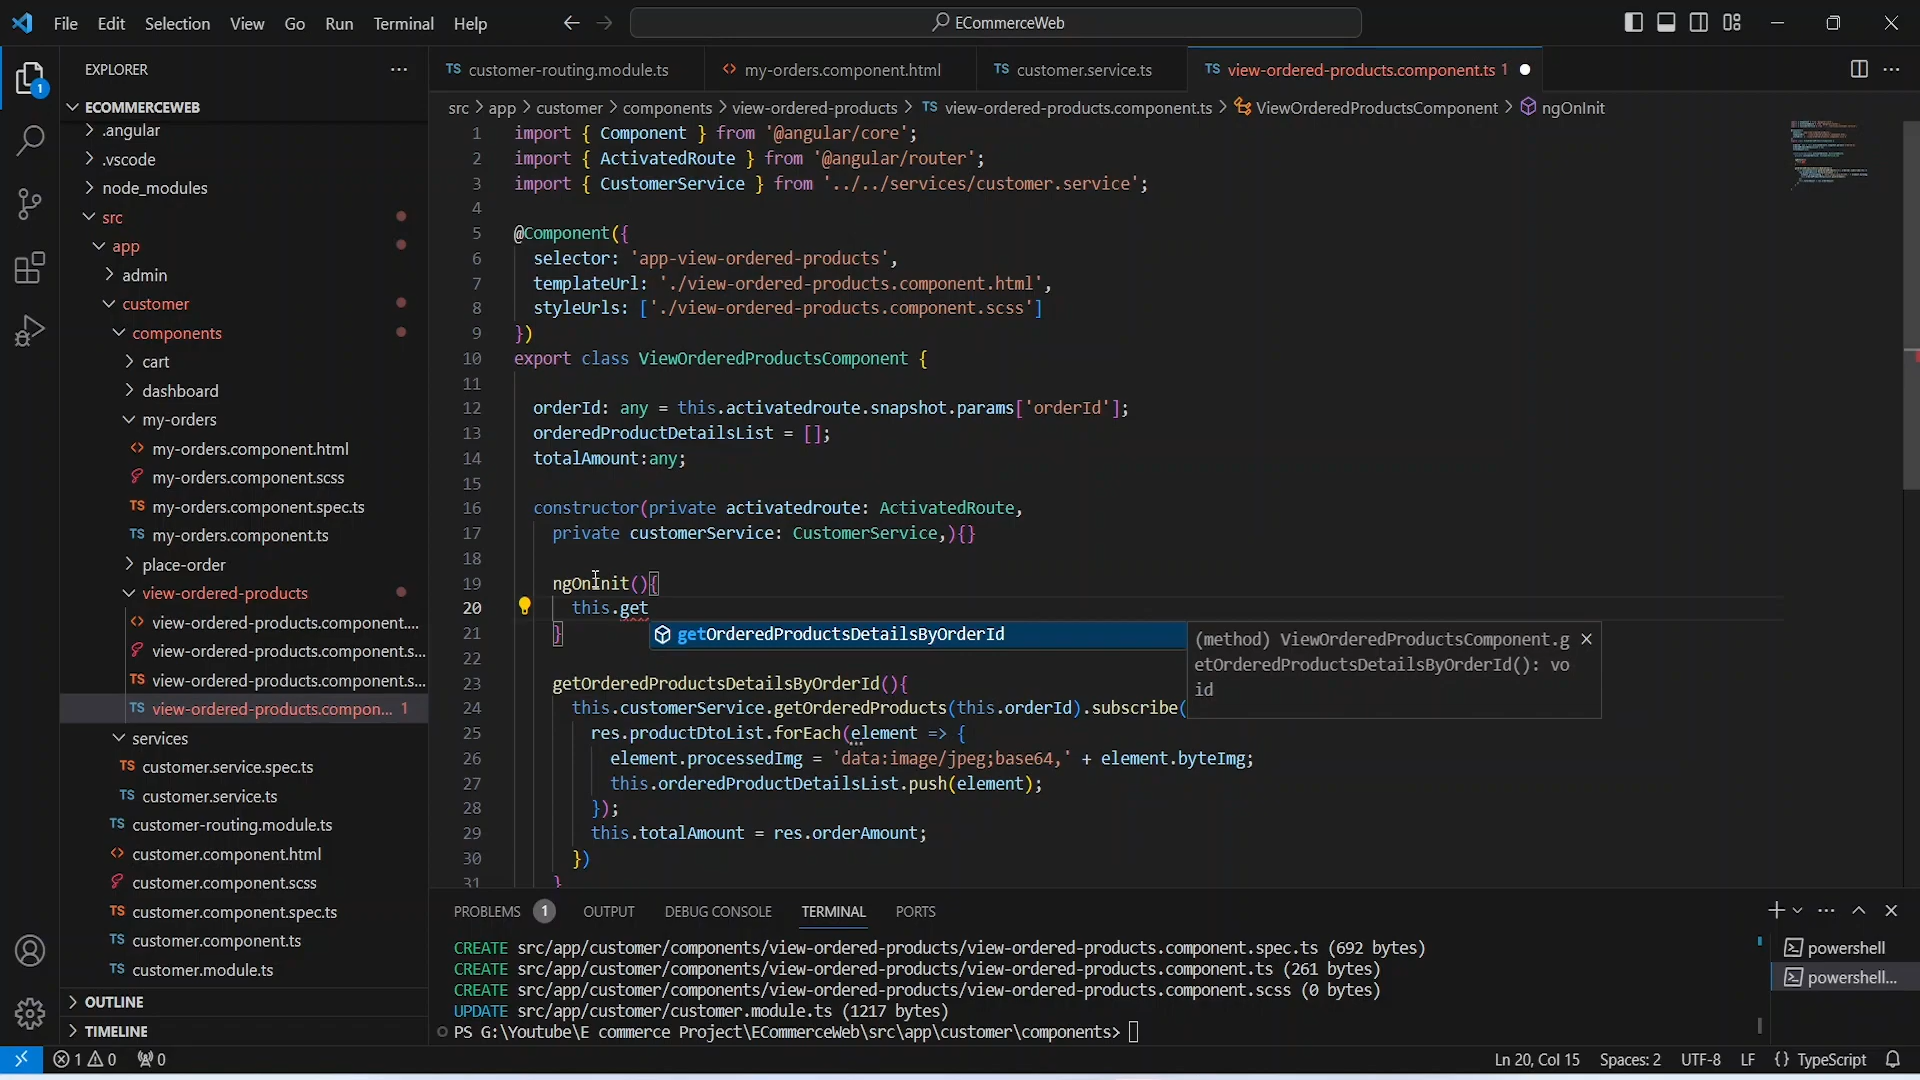 File Edit Selection View Go Run Terminal Help
ECommerceWeb
EXPLORER
ECOMMERCEWEB
.angular
.vscode
node_modules
src
app
admin
customer
components
cart
dashboard
my-orders
my-orders.component.html
my-orders.component.scss
my-orders.component.spec.ts
my-orders.component.ts
place-order
view-ordered-products
view-ordered-products.component....
view-ordered-products.component.s...
view-ordered-products.component.s...
view-ordered-products.compon... 1
services
customer.service.spec.ts
customer.service.ts
customer-routing.module.ts
customer.component.html
customer.component.scss
customer.component.spec.ts
customer.component.ts
customer.module.ts
OUTLINE
TIMELINE
customer-routing.module.ts my-orders.component.html customer.service.ts view-ordered-products.component.ts 1
src > app > customer > components > view-ordered-products > TS view-ordered-products.component.ts > ViewOrderedProductsComponent > ngOnInit
1 import { Component } from '@angular/core';
2 import { ActivatedRoute } from '@angular/router';
3 import { CustomerService } from '../../services/customer.service';
4
5 @Component({
6 selector: 'app-view-ordered-products',
7 templateUrl: './view-ordered-products.component.html',
8 styleUrls: ['./view-ordered-products.component.scss']
9 })
10 export class ViewOrderedProductsComponent {
11
12 orderId: any = this.activatedroute.snapshot.params['orderId'];
13 orderedProductDetailsList = [];
14 totalAmount:any;
15
16 constructor(private activatedroute: ActivatedRoute,
17 private customerService: CustomerService,){}
18
19 ngOnInit(){
20 this.get
21 }
getOrderedProductsDetailsByOrderId
(method) ViewOrderedProductsComponent.g
etOrderedProductsDetailsByOrderId(): vo
id
22
23 getOrderedProductsDetailsByOrderId(){
24 this.customerService.getOrderedProducts(this.orderId).subscribe(
25 res.productDtoList.forEach(element => {
26 element.processedImg = 'data:image/jpeg;base64,' + element.byteImg;
27 this.orderedProductDetailsList.push(element);
28 });
29 this.totalAmount = res.orderAmount;
30 })
31 }
PROBLEMS 1 OUTPUT DEBUG CONSOLE TERMINAL PORTS
CREATE src/app/customer/components/view-ordered-products/view-ordered-products.component.spec.ts (692 bytes)
CREATE src/app/customer/components/view-ordered-products/view-ordered-products.component.ts (261 bytes)
CREATE src/app/customer/components/view-ordered-products/view-ordered-products.component.scss (0 bytes)
UPDATE src/app/customer/customer.module.ts (1217 bytes)
PS G:\Youtube\E commerce Project\ECommerceWeb\src\app\customer\components>
powershell
powershell...
1 0 0 Ln 20, Col 15 Spaces: 2 UTF-8 LF {} TypeScript